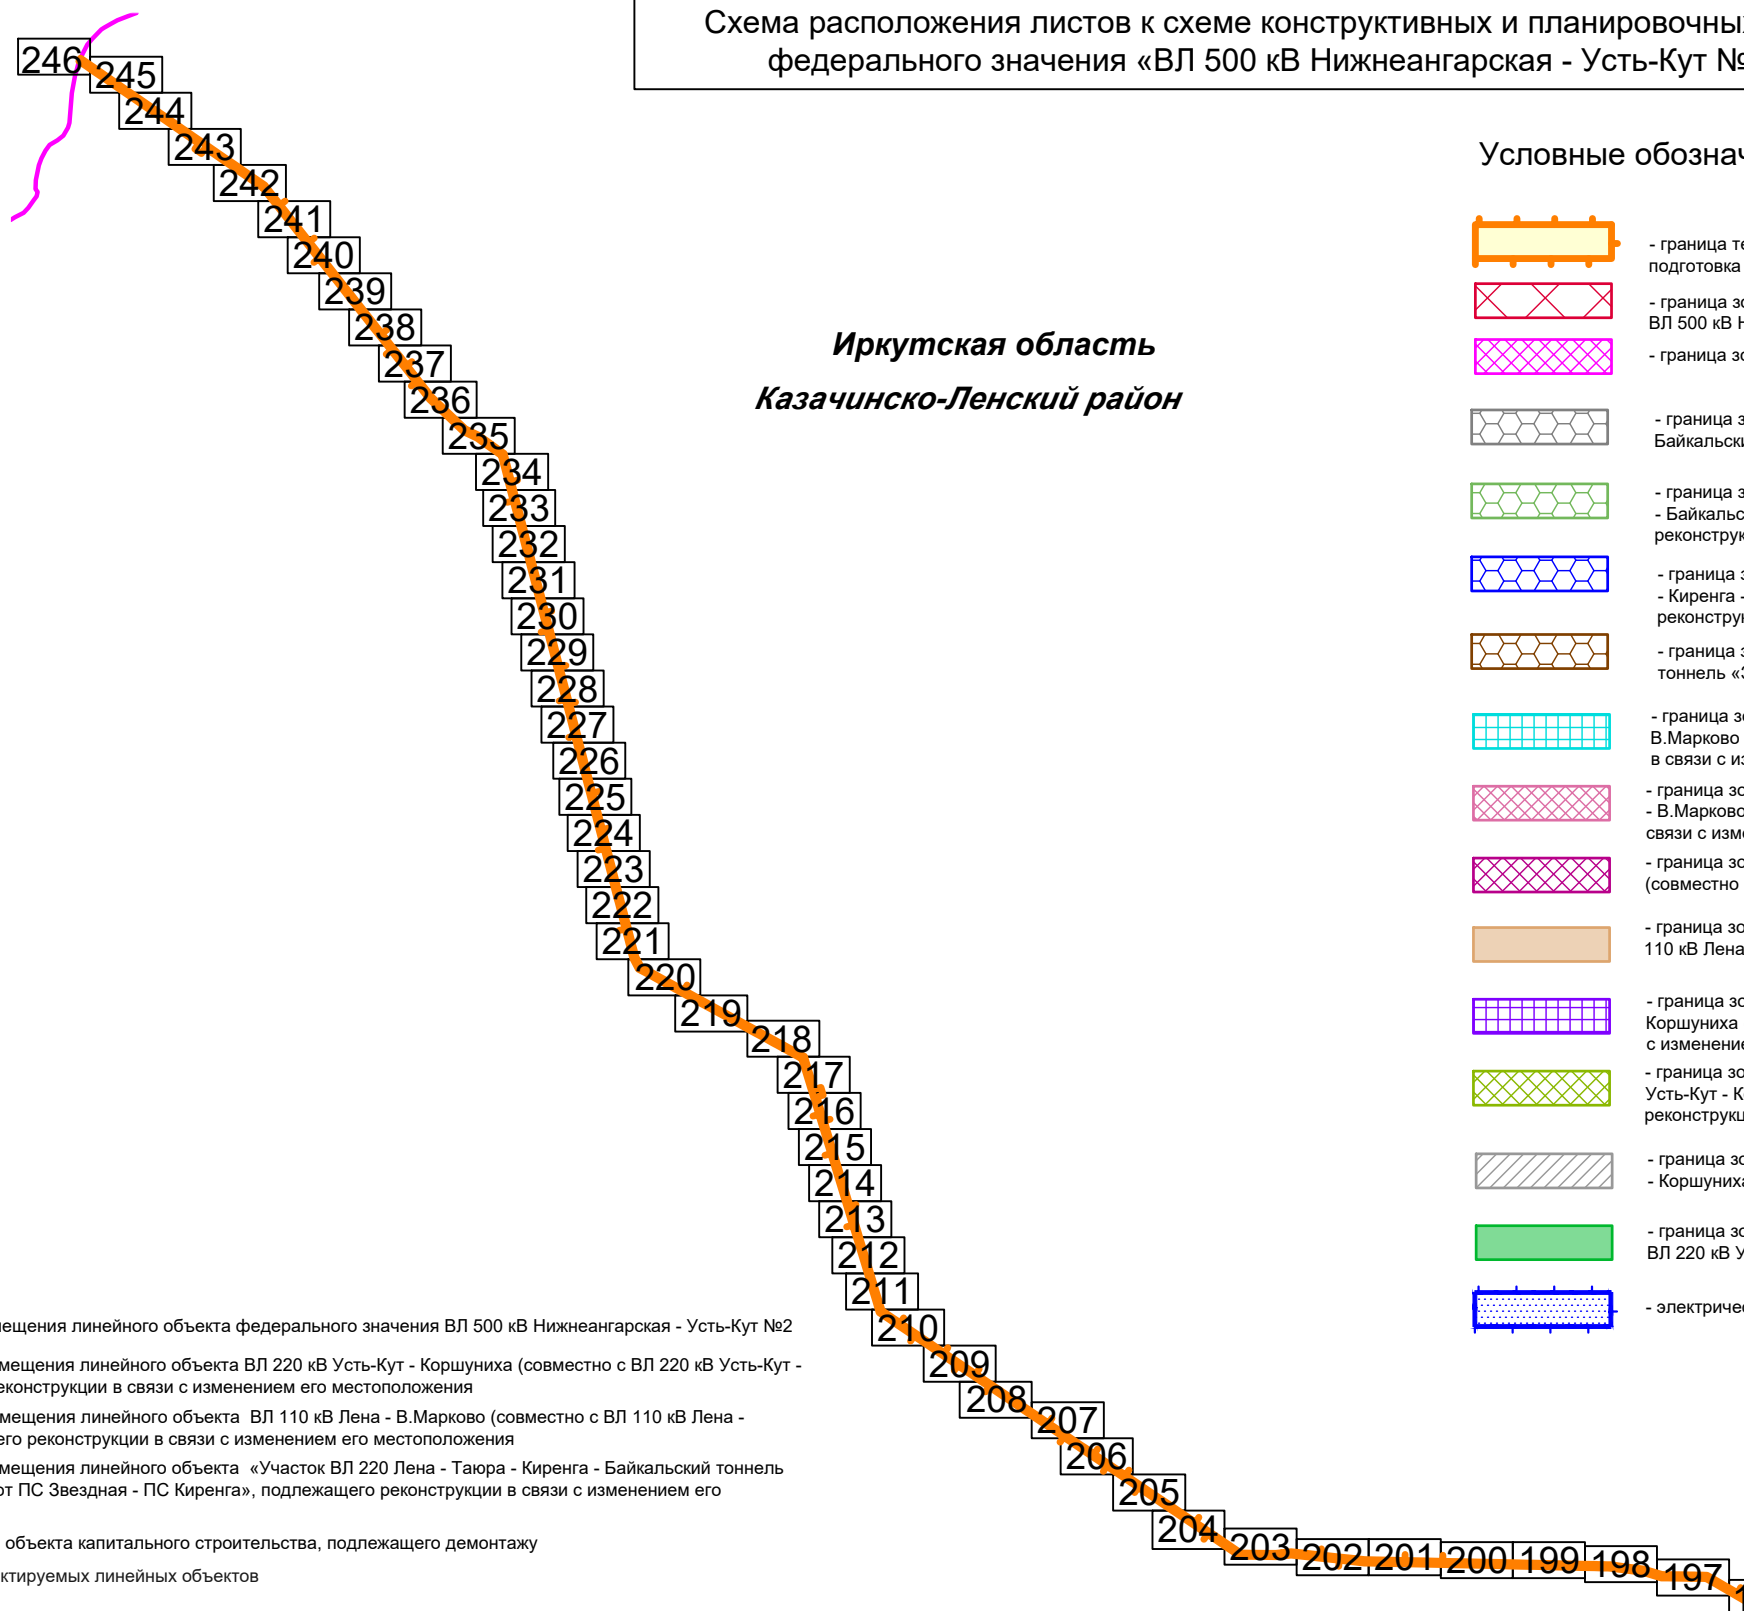 Схема расположения листов к схеме конструктивных и планировочных
федерального значения «ВЛ 500 кВ Нижнеангарская - Усть-Кут №
246
245
244
243
242
241
240
239
238
237
236
235
234
233
232
231
230
229
228
227
226
225
224
223
222
221
220
219
218
217
216
215
214
213
212
211
210
209
208
207
206
205
204
203
202
201
200
199
198
197
Иркутская область
Казачинско-Ленский район
Условные обознач
- граница те
подготовка
- граница зо
ВЛ 500 кВ Н
- граница зо
- граница з
Байкальски
- граница з
- Байкальс
реконструк
- граница з
- Киренга -
реконструк
- граница з
тоннель «З
- граница зо
В.Марково
в связи с из
- граница зо
- В.Марково
связи с изме
- граница зо
(совместно
- граница зо
110 кВ Лена
- граница зо
Коршуниха
с изменение
- граница зо
Усть-Кут - К
реконструкц
- граница зо
- Коршуниха
- граница зо
ВЛ 220 кВ У
- электричес
мещения линейного объекта федерального значения ВЛ 500 кВ Нижнеангарская - Усть-Кут №2
мещения линейного объекта ВЛ 220 кВ Усть-Кут - Коршуниха (совместно с ВЛ 220 кВ Усть-Кут -
еконструкции в связи с изменением его местоположения
мещения линейного объекта ВЛ 110 кВ Лена - В.Марково (совместно с ВЛ 110 кВ Лена -
его реконструкции в связи с изменением его местоположения
мещения линейного объекта «Участок ВЛ 220 Лена - Таюра - Киренга - Байкальский тоннель
от ПС Звездная - ПС Киренга», подлежащего реконструкции в связи с изменением его
объекта капитального строительства, подлежащего демонтажу
ктируемых линейных объектов